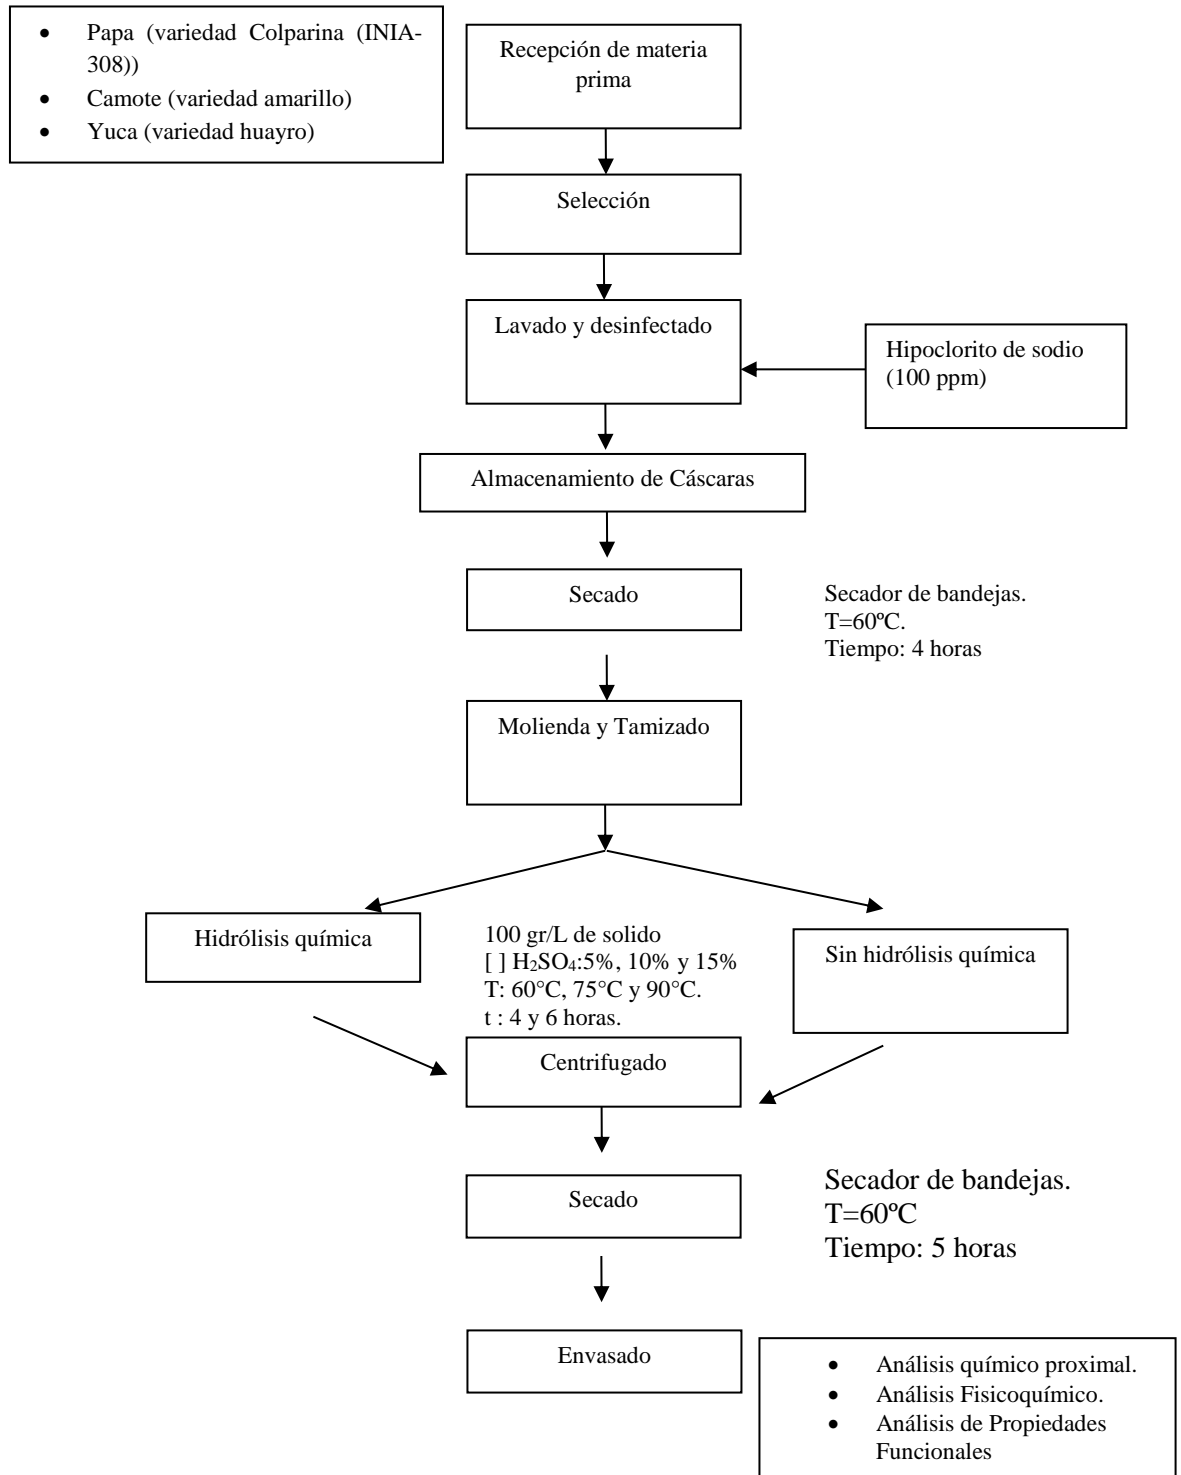 • Papa (variedad Colparina (INIA-
308))
• Camote (variedad amarillo)
• Yuca (variedad huayro)
Recepción de materia
prima
Selección
Lavado y desinfectado
Hipoclorito de sodio
(100 ppm)
Almacenamiento de Cáscaras
Secado
Secador de bandejas.
T=60ºC.
Tiempo: 4 horas
Molienda y Tamizado
Hidrólisis química
100 gr/L de solido
[ ] H₂SO₄:5%, 10% y 15%
T: 60°C, 75°C y 90°C.
t : 4 y 6 horas.
Sin hidrólisis química
Centrifugado
Secado
Secador de bandejas.
T=60ºC
Tiempo: 5 horas
Envasado
• Análisis químico proximal.
• Análisis Fisicoquímico.
• Análisis de Propiedades
Funcionales